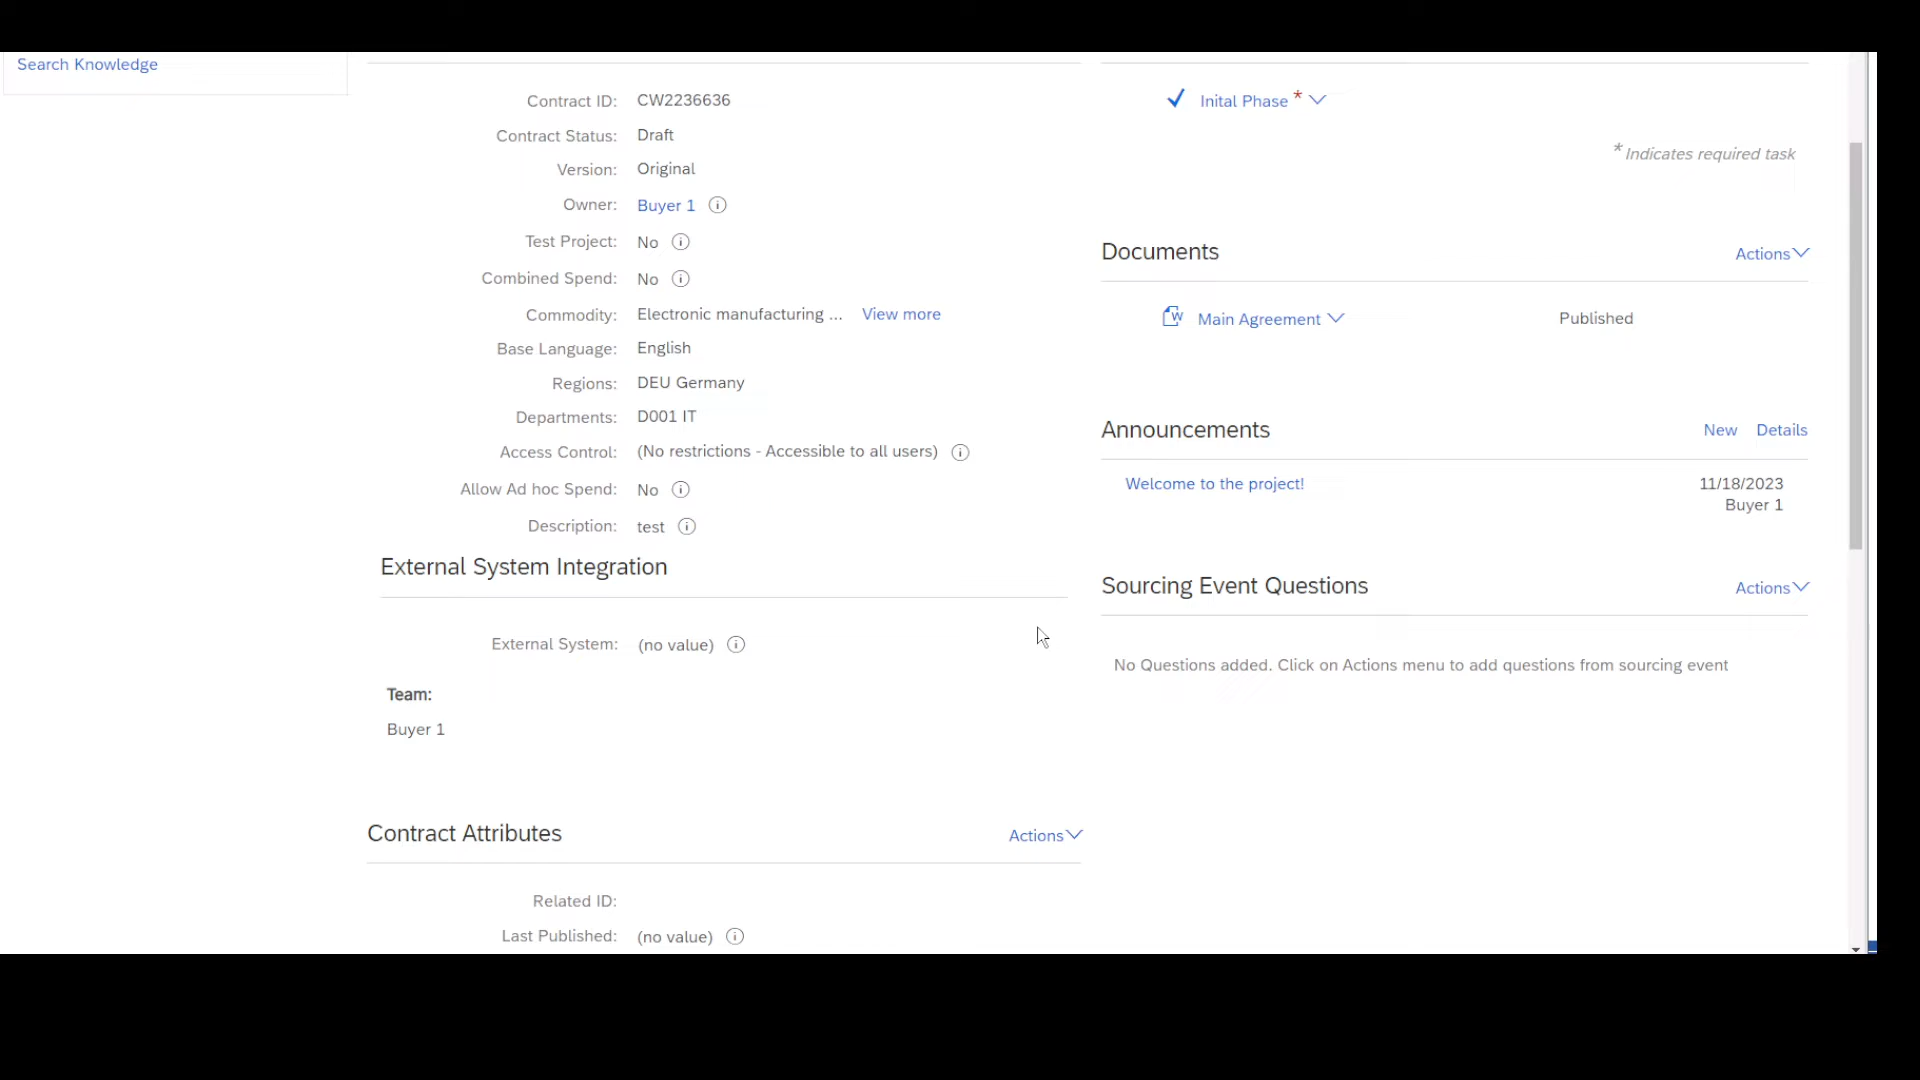 Search Knowledge
Contract ID: CW2236636
Contract Status: Draft
Version: Original
Owner: Buyer 1
Test Project: No
Combined Spend: No
Commodity: Electronic manufacturing ... View more
Base Language: English
Regions: DEU Germany
Departments: D001 IT
Access Control: (No restrictions - Accessible to all users)
Allow Ad hoc Spend: No
Description: test
External System Integration
External System: (no value)
Team:
Buyer 1
Contract Attributes Actions
Related ID:
Last Published: (no value)
Inital Phase *
* Indicates required task
Documents Actions
Main Agreement Published
Announcements New Details
Welcome to the project! 11/18/2023
Buyer 1
Sourcing Event Questions Actions
No Questions added. Click on Actions menu to add questions from sourcing event